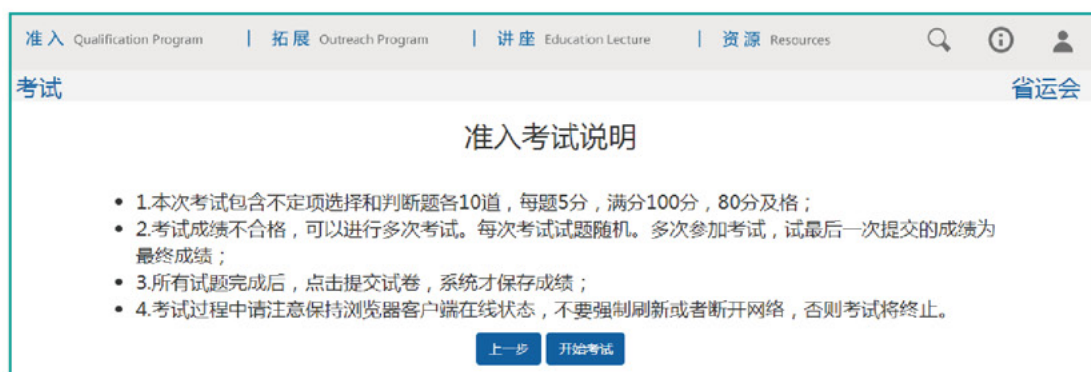 准入 Qualification Program | 拓展 Outreach Program | 讲座 Education Lecture | 资源 Resources
考试 省运会
准入考试说明
• 1.本次考试包含不定项选择和判断题各10道，每题5分，满分100分，80分及格；
• 2.考试成绩不合格，可以进行多次考试。每次考试试题随机。多次参加考试，试最后一次提交的成绩为
最终成绩；
• 3.所有试题完成后，点击提交试卷，系统才保存成绩；
• 4.考试过程中请注意保持浏览器客户端在线状态，不要强制刷新或者断开网络，否则考试将终止。
上一步 开始考试